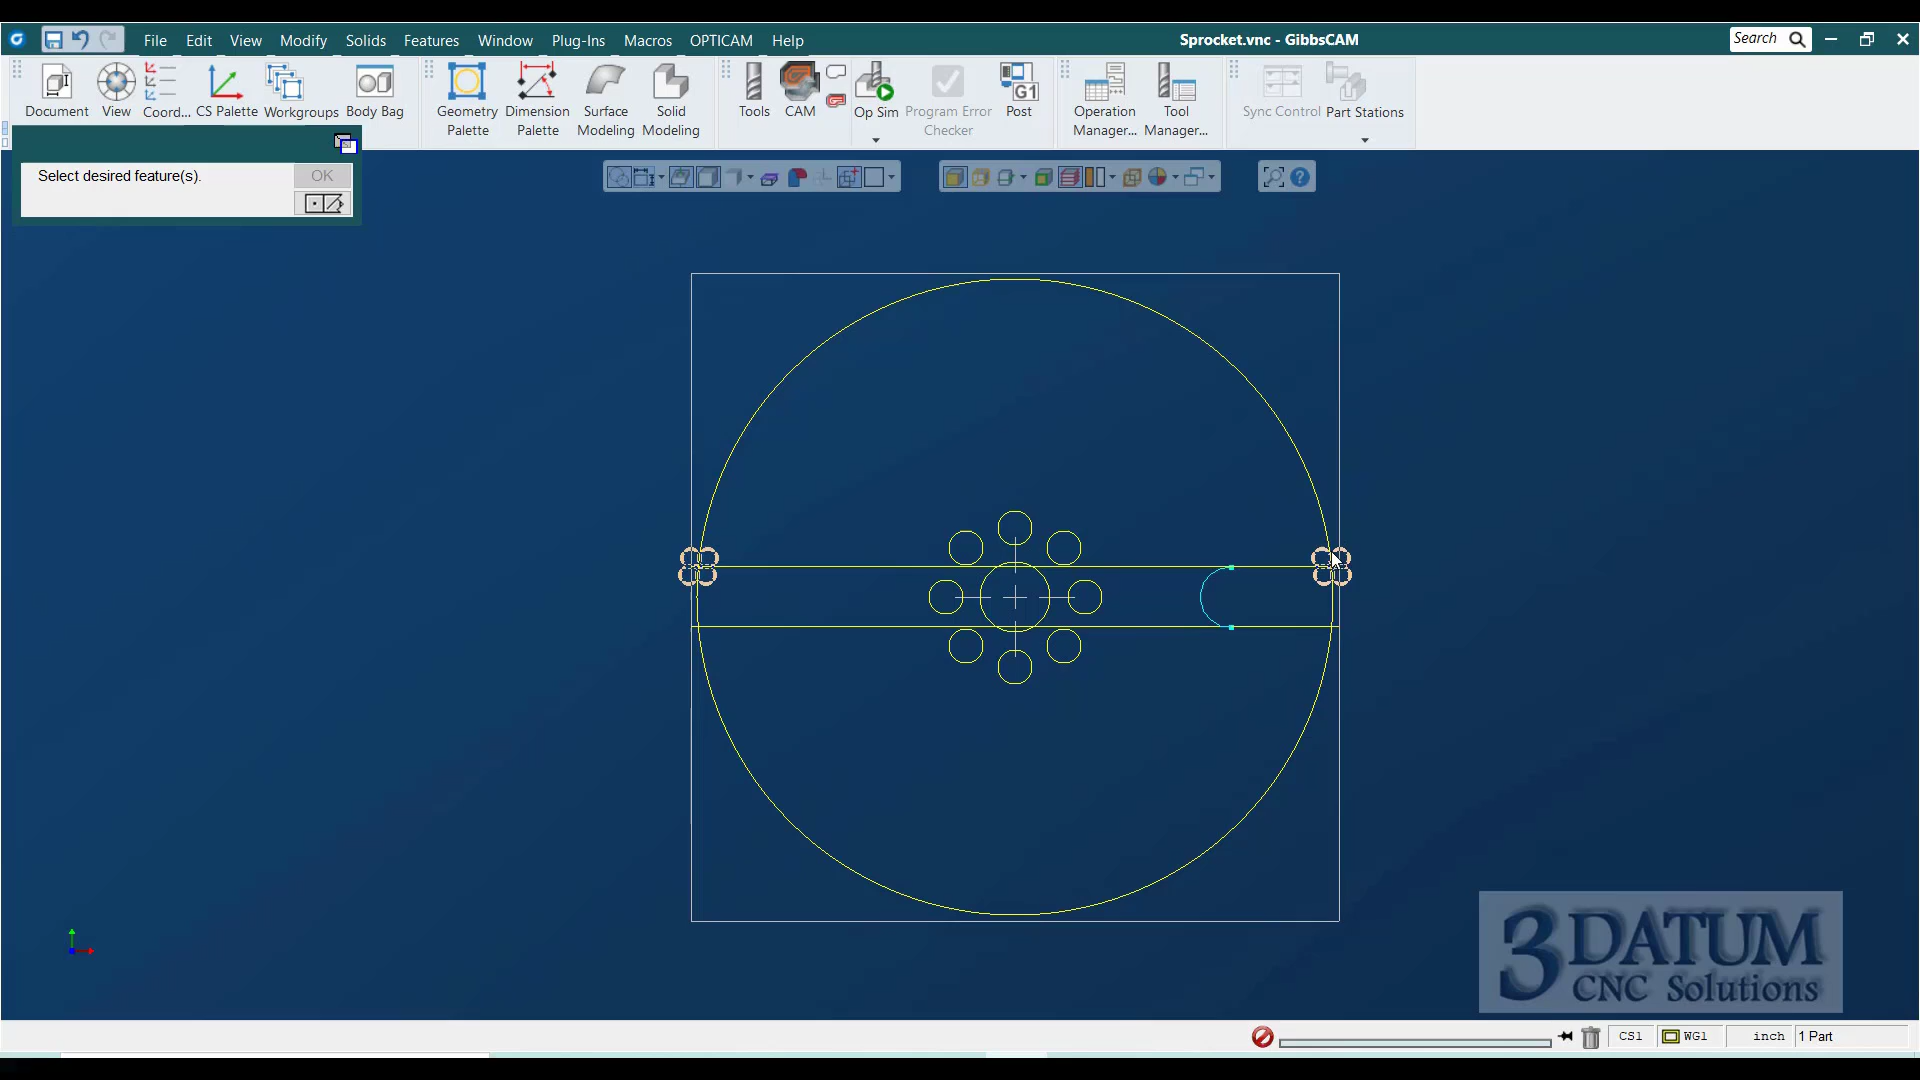 File Edit View Modify Solids Features Window Plug-Ins Macros OPTICAM Help
Sprocket.vnc - GibbsCAM
Search
Document View Coord... CS Palette Workgroups Body Bag
Geometry Palette
Dimension Palette
Surface Modeling
Solid Modeling
Tools CAM Op Sim
Program Error Checker
G1
Post
Operation Manager...
Tool Manager...
Sync Control Part Stations
Select desired feature(s).
OK
3 DATUM
CNC Solutions
CS1 WG1 inch 1 Part